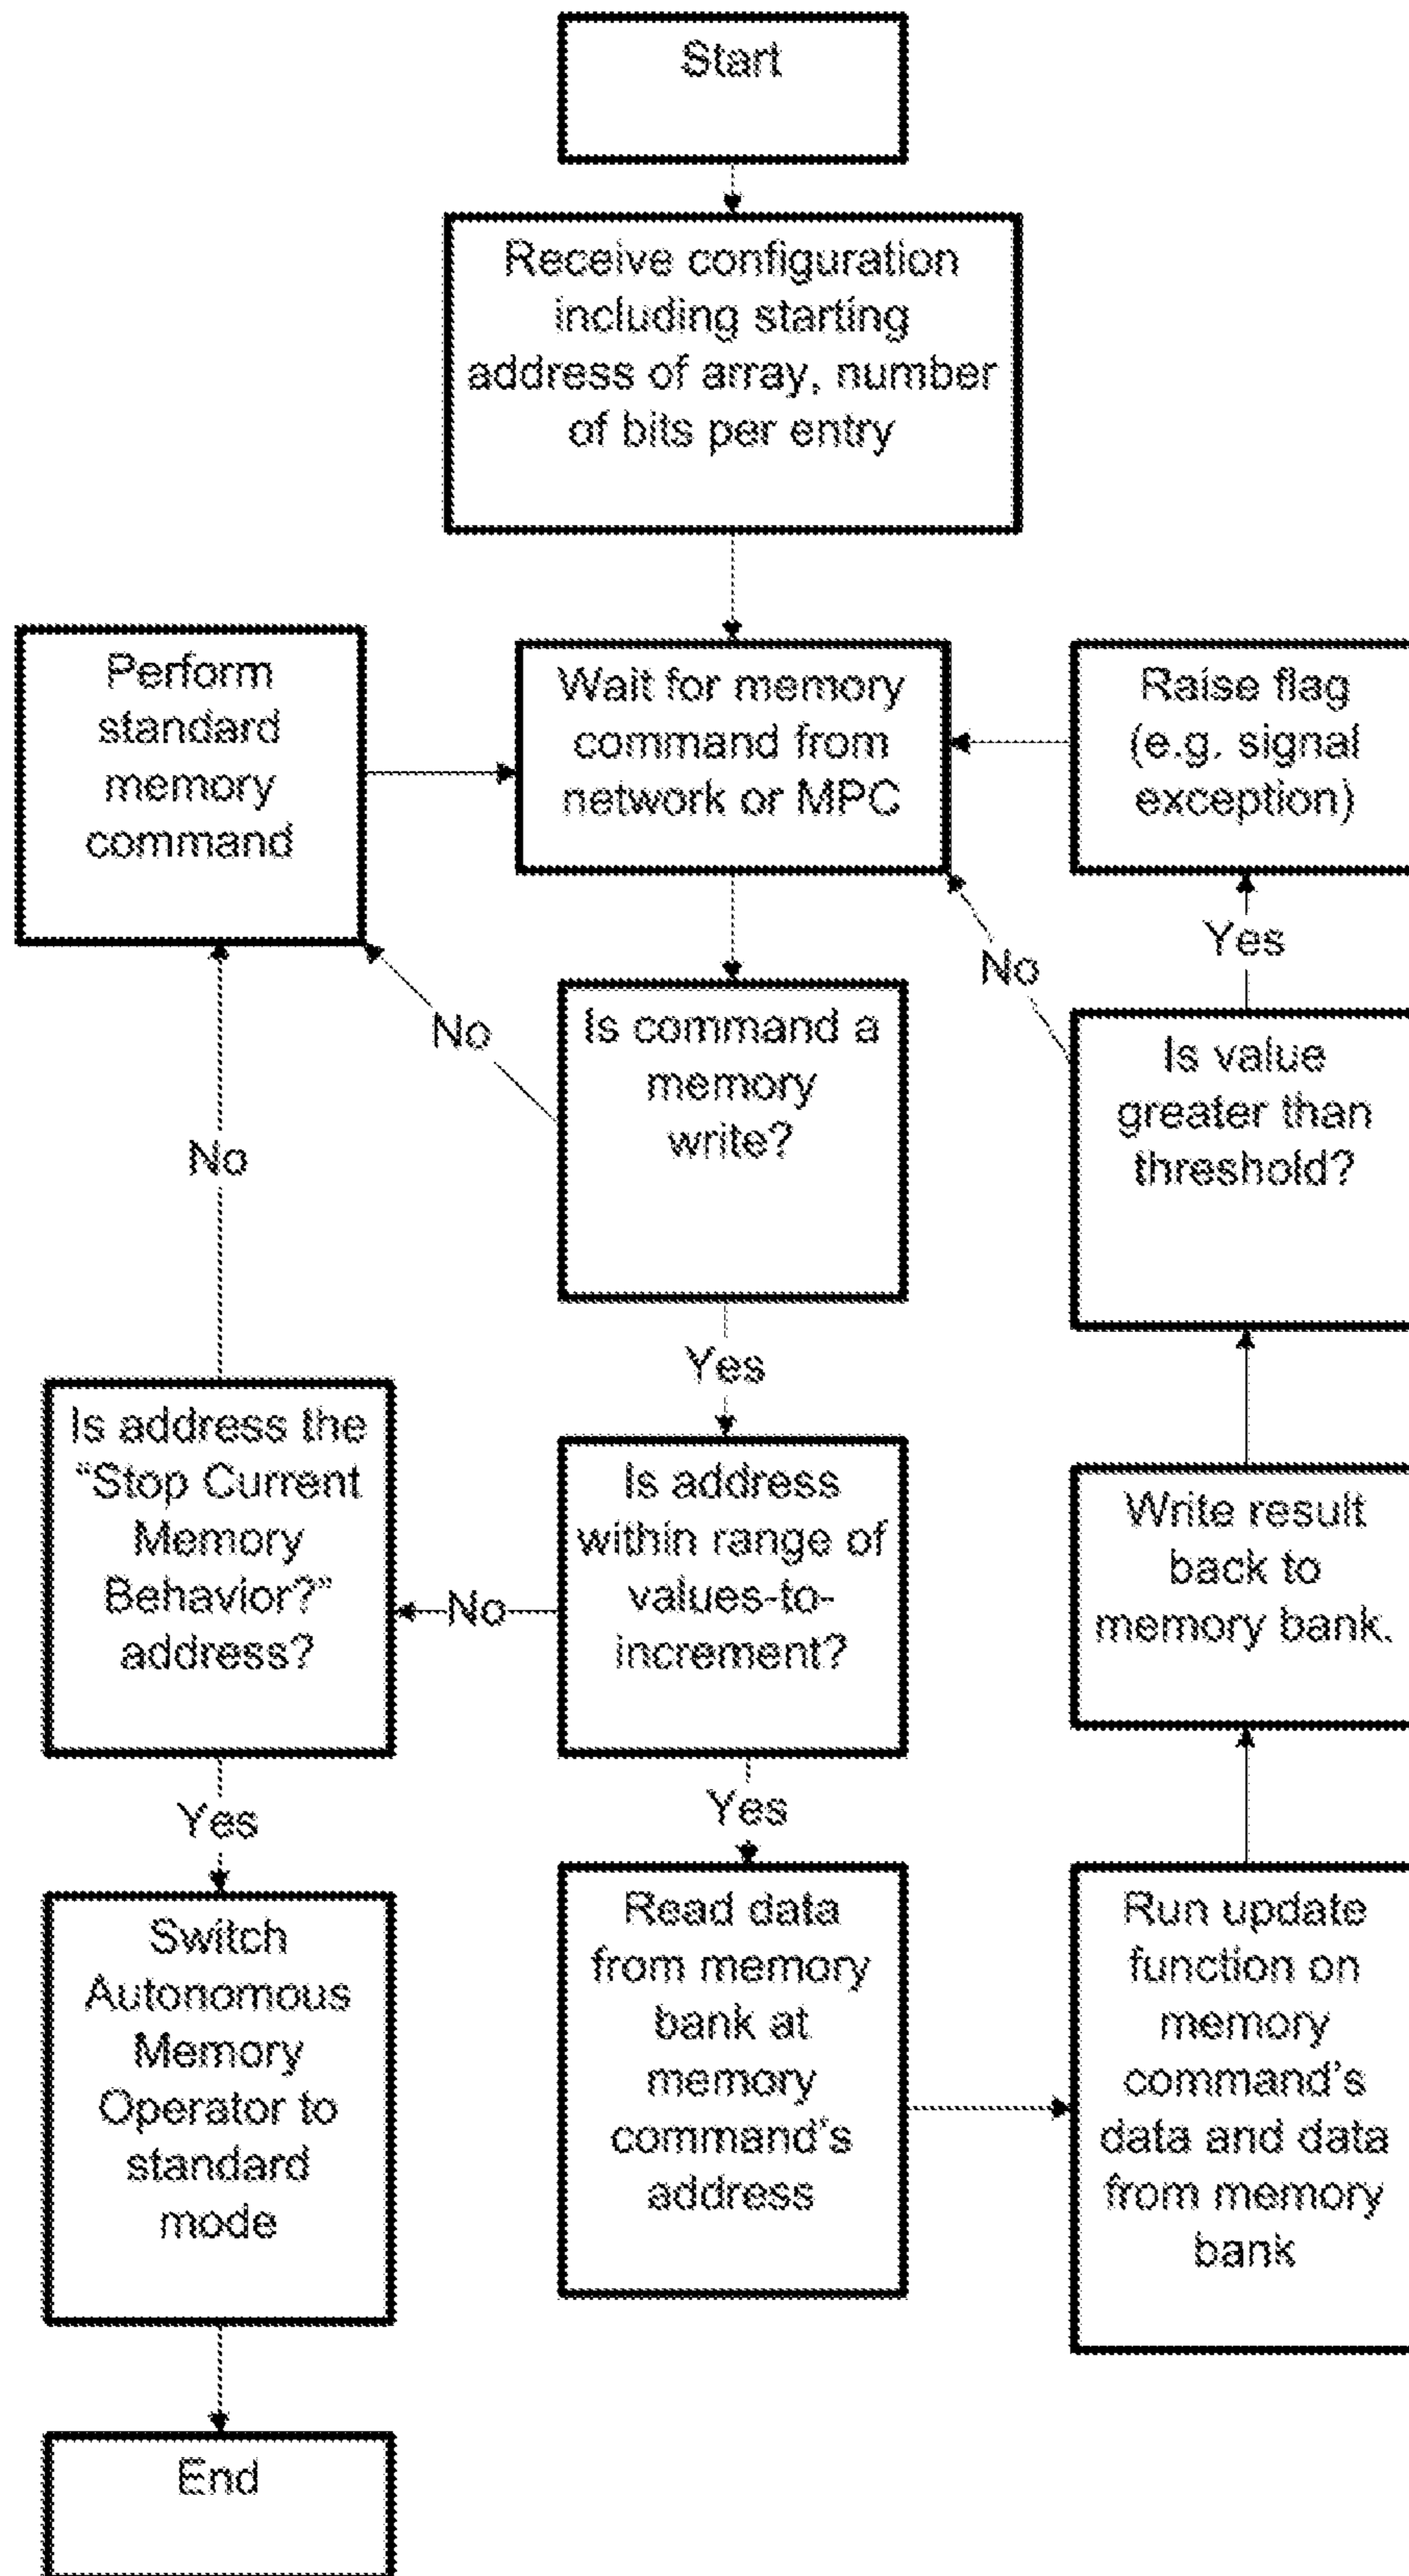 Start
Receive configuration
including starting
address of array, number
of bits per entry
Perform
standard
memory
command
Wait for memory
command from
network or MPC
Raise flag
(e.g. signal
exception)
Yes
No
No
Is command a
memory
write?
Is value
greater than
threshold?
No
Yes
Is address the
“Stop Current
Memory
Behavior?”
address?
No
Is address
within range of
values-to-
increment?
Write result
back to
memory bank.
Yes
Yes
Switch
Autonomous
Memory
Operator to
standard
mode
Read data
from memory
bank at
memory
command's
address
Run update
function on
memory
command's
data and data
from memory
bank
End